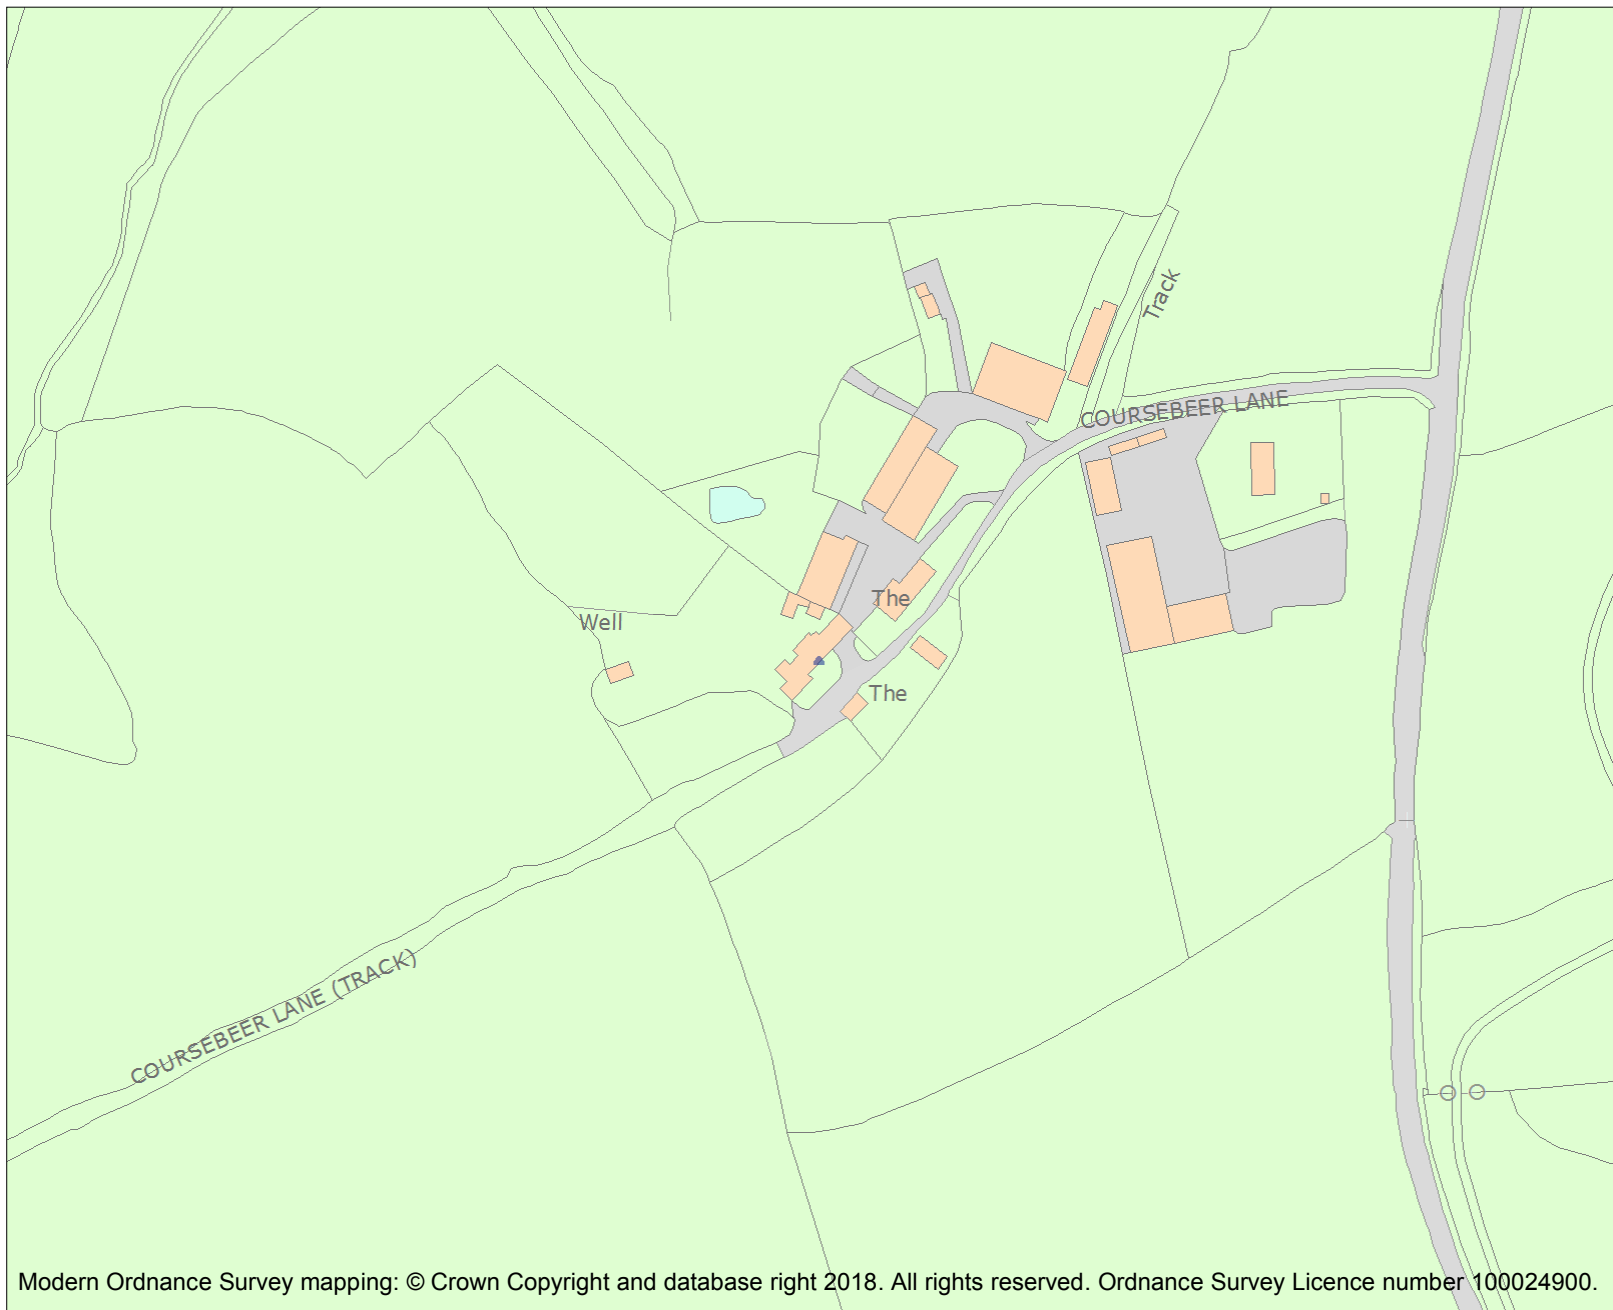 Track
COURSEBEER LANE
The
Well
The
COURSEBEER LANE (TRACK)
Modern Ordnance Survey mapping: © Crown Copyright and database right 2018. All rights reserved. Ordnance Survey Licence number 100024900.